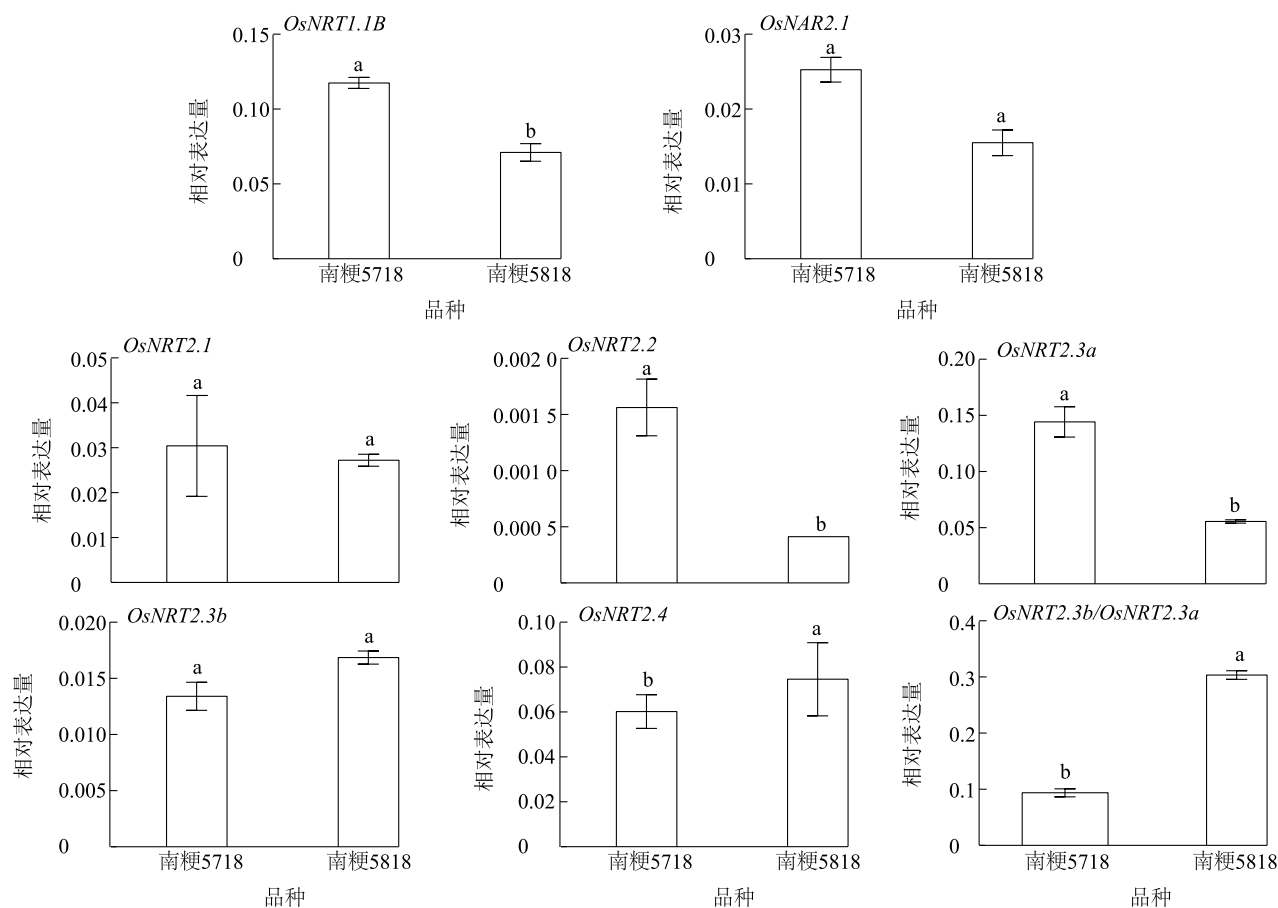 OsNRT1.1B
相对表达量
0.15
0.10
0.05
0
a
b
南粳5718 南粳5818
品种
OsNAR2.1
相对表达量
0.03
0.02
0.01
0
a
a
南粳5718 南粳5818
品种
OsNRT2.1
相对表达量
0.05
0.04
0.03
0.02
0.01
0
a
a
OsNRT2.2
相对表达量
0.002 0
0.001 5
0.001 0
0.000 5
0
a
b
OsNRT2.3a
相对表达量
0.20
0.15
0.10
0.05
0
a
b
OsNRT2.3b
相对表达量
0.020
0.015
0.010
0.005
0
a
a
南粳5718 南粳5818
品种
OsNRT2.4
相对表达量
0.10
0.08
0.06
0.04
0.02
0
b
a
南粳5718 南粳5818
品种
OsNRT2.3b/OsNRT2.3a
相对表达量
0.4
0.3
0.2
0.1
0
b
a
南粳5718 南粳5818
品种